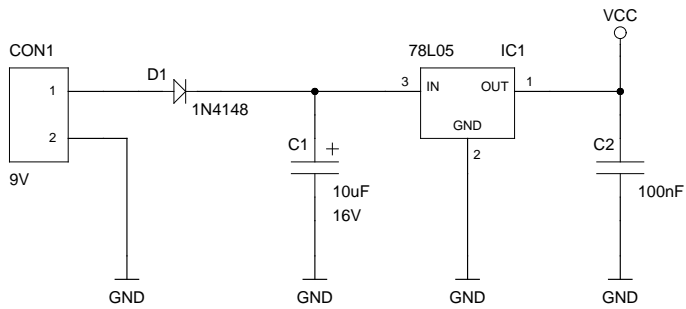 VCC
CON1
78L05 IC1
D1
1 3 IN OUT 1
1N4148
GND
2 C1 + 2 C2
9V
10uF 100nF
16V
GND GND GND GND